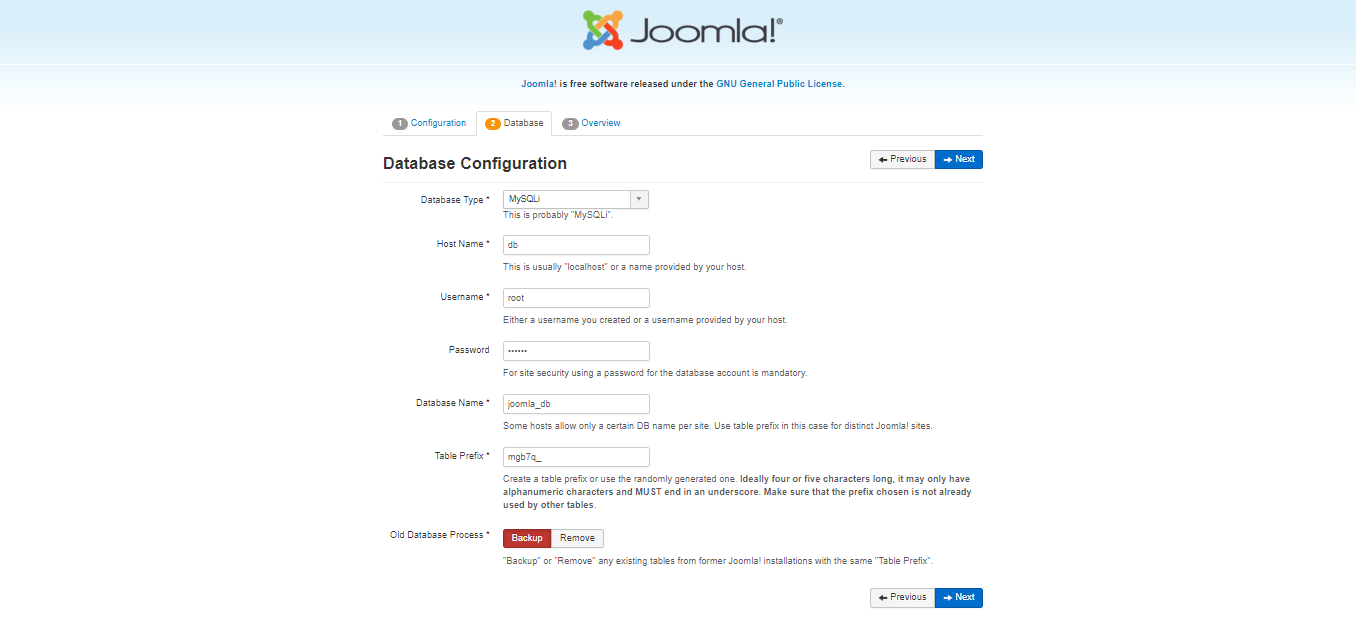 Joomla!®
Joomla! is free software released under the GNU General Public License.
1 Configuration 2 Database 3 Overview
Database Configuration
Previous Next
Database Type *
MySQLi
This is probably "MySQLi".
Host Name *
db
This is usually "localhost" or a name provided by your host.
Username *
root
Either a username you created or a username provided by your host.
Password
••••••
For site security using a password for the database account is mandatory.
Database Name *
joomla_db
Some hosts allow only a certain DB name per site. Use table prefix in this case for distinct Joomla! sites.
Table Prefix *
mgb7q_
Create a table prefix or use the randomly generated one. Ideally four or five characters long, it may only have
alphanumeric characters and MUST end in an underscore. Make sure that the prefix chosen is not already
used by other tables.
Old Database Process *
Backup Remove
"Backup" or "Remove" any existing tables from former Joomla! installations with the same "Table Prefix".
Previous Next